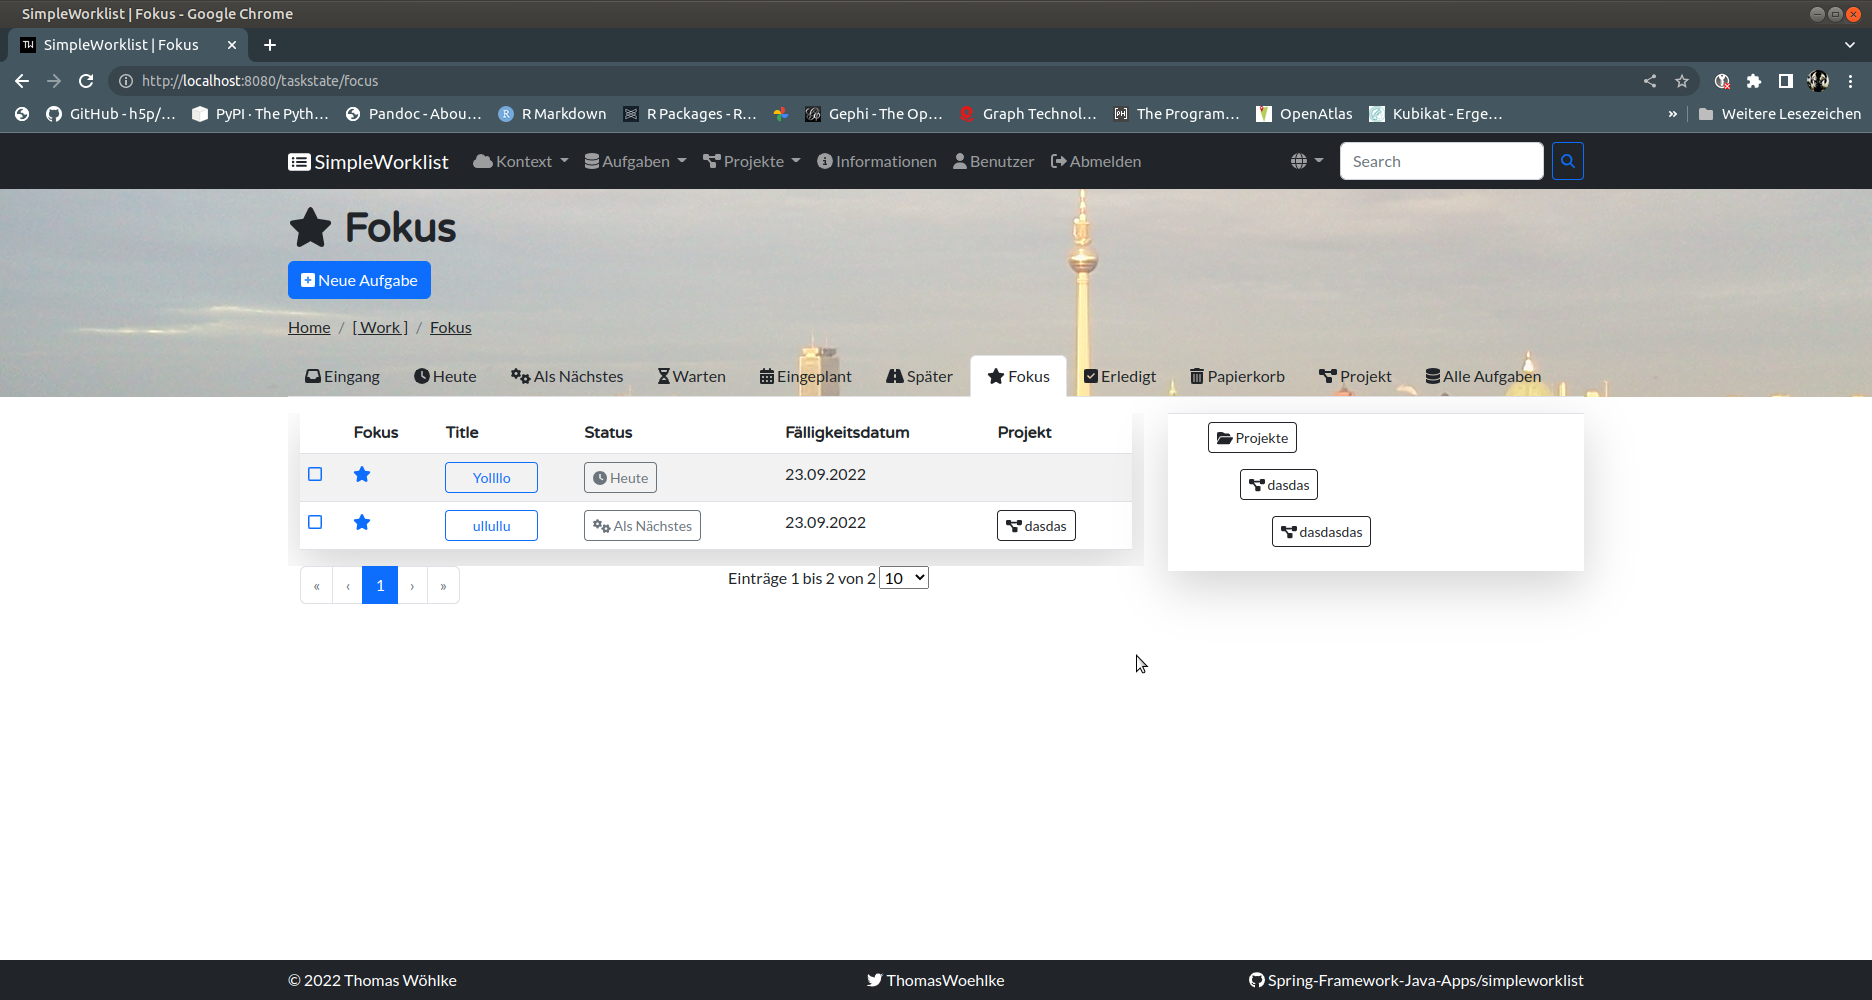 SimpleWorklist | Fokus - Google Chrome
SimpleWorklist | Fokus
http://localhost:8080/taskstate/focus
GitHub - h5p/… PyPI · The Pyth… Pandoc - Abou… R Markdown R Packages - R… Gephi - The Op… Graph Technol… The Program… OpenAtlas Kubikat - Erge… » Weitere Lesezeichen
SimpleWorklist Kontext Aufgaben Projekte Informationen Benutzer Abmelden Search
Fokus
Neue Aufgabe
Home / [ Work ] / Fokus
Eingang Heute Als Nächstes Warten Eingeplant Später Fokus Erledigt Papierkorb Projekt Alle Aufgaben
Fokus Title Status Fälligkeitsdatum Projekt
Yollllo Heute 23.09.2022
ullullu Als Nächstes 23.09.2022 dasdas
« ‹ 1 › »
Einträge 1 bis 2 von 2 10
Projekte
dasdas
dasdasdas
© 2022 Thomas Wöhlke ThomasWoehlke Spring-Framework-Java-Apps/simpleworklist